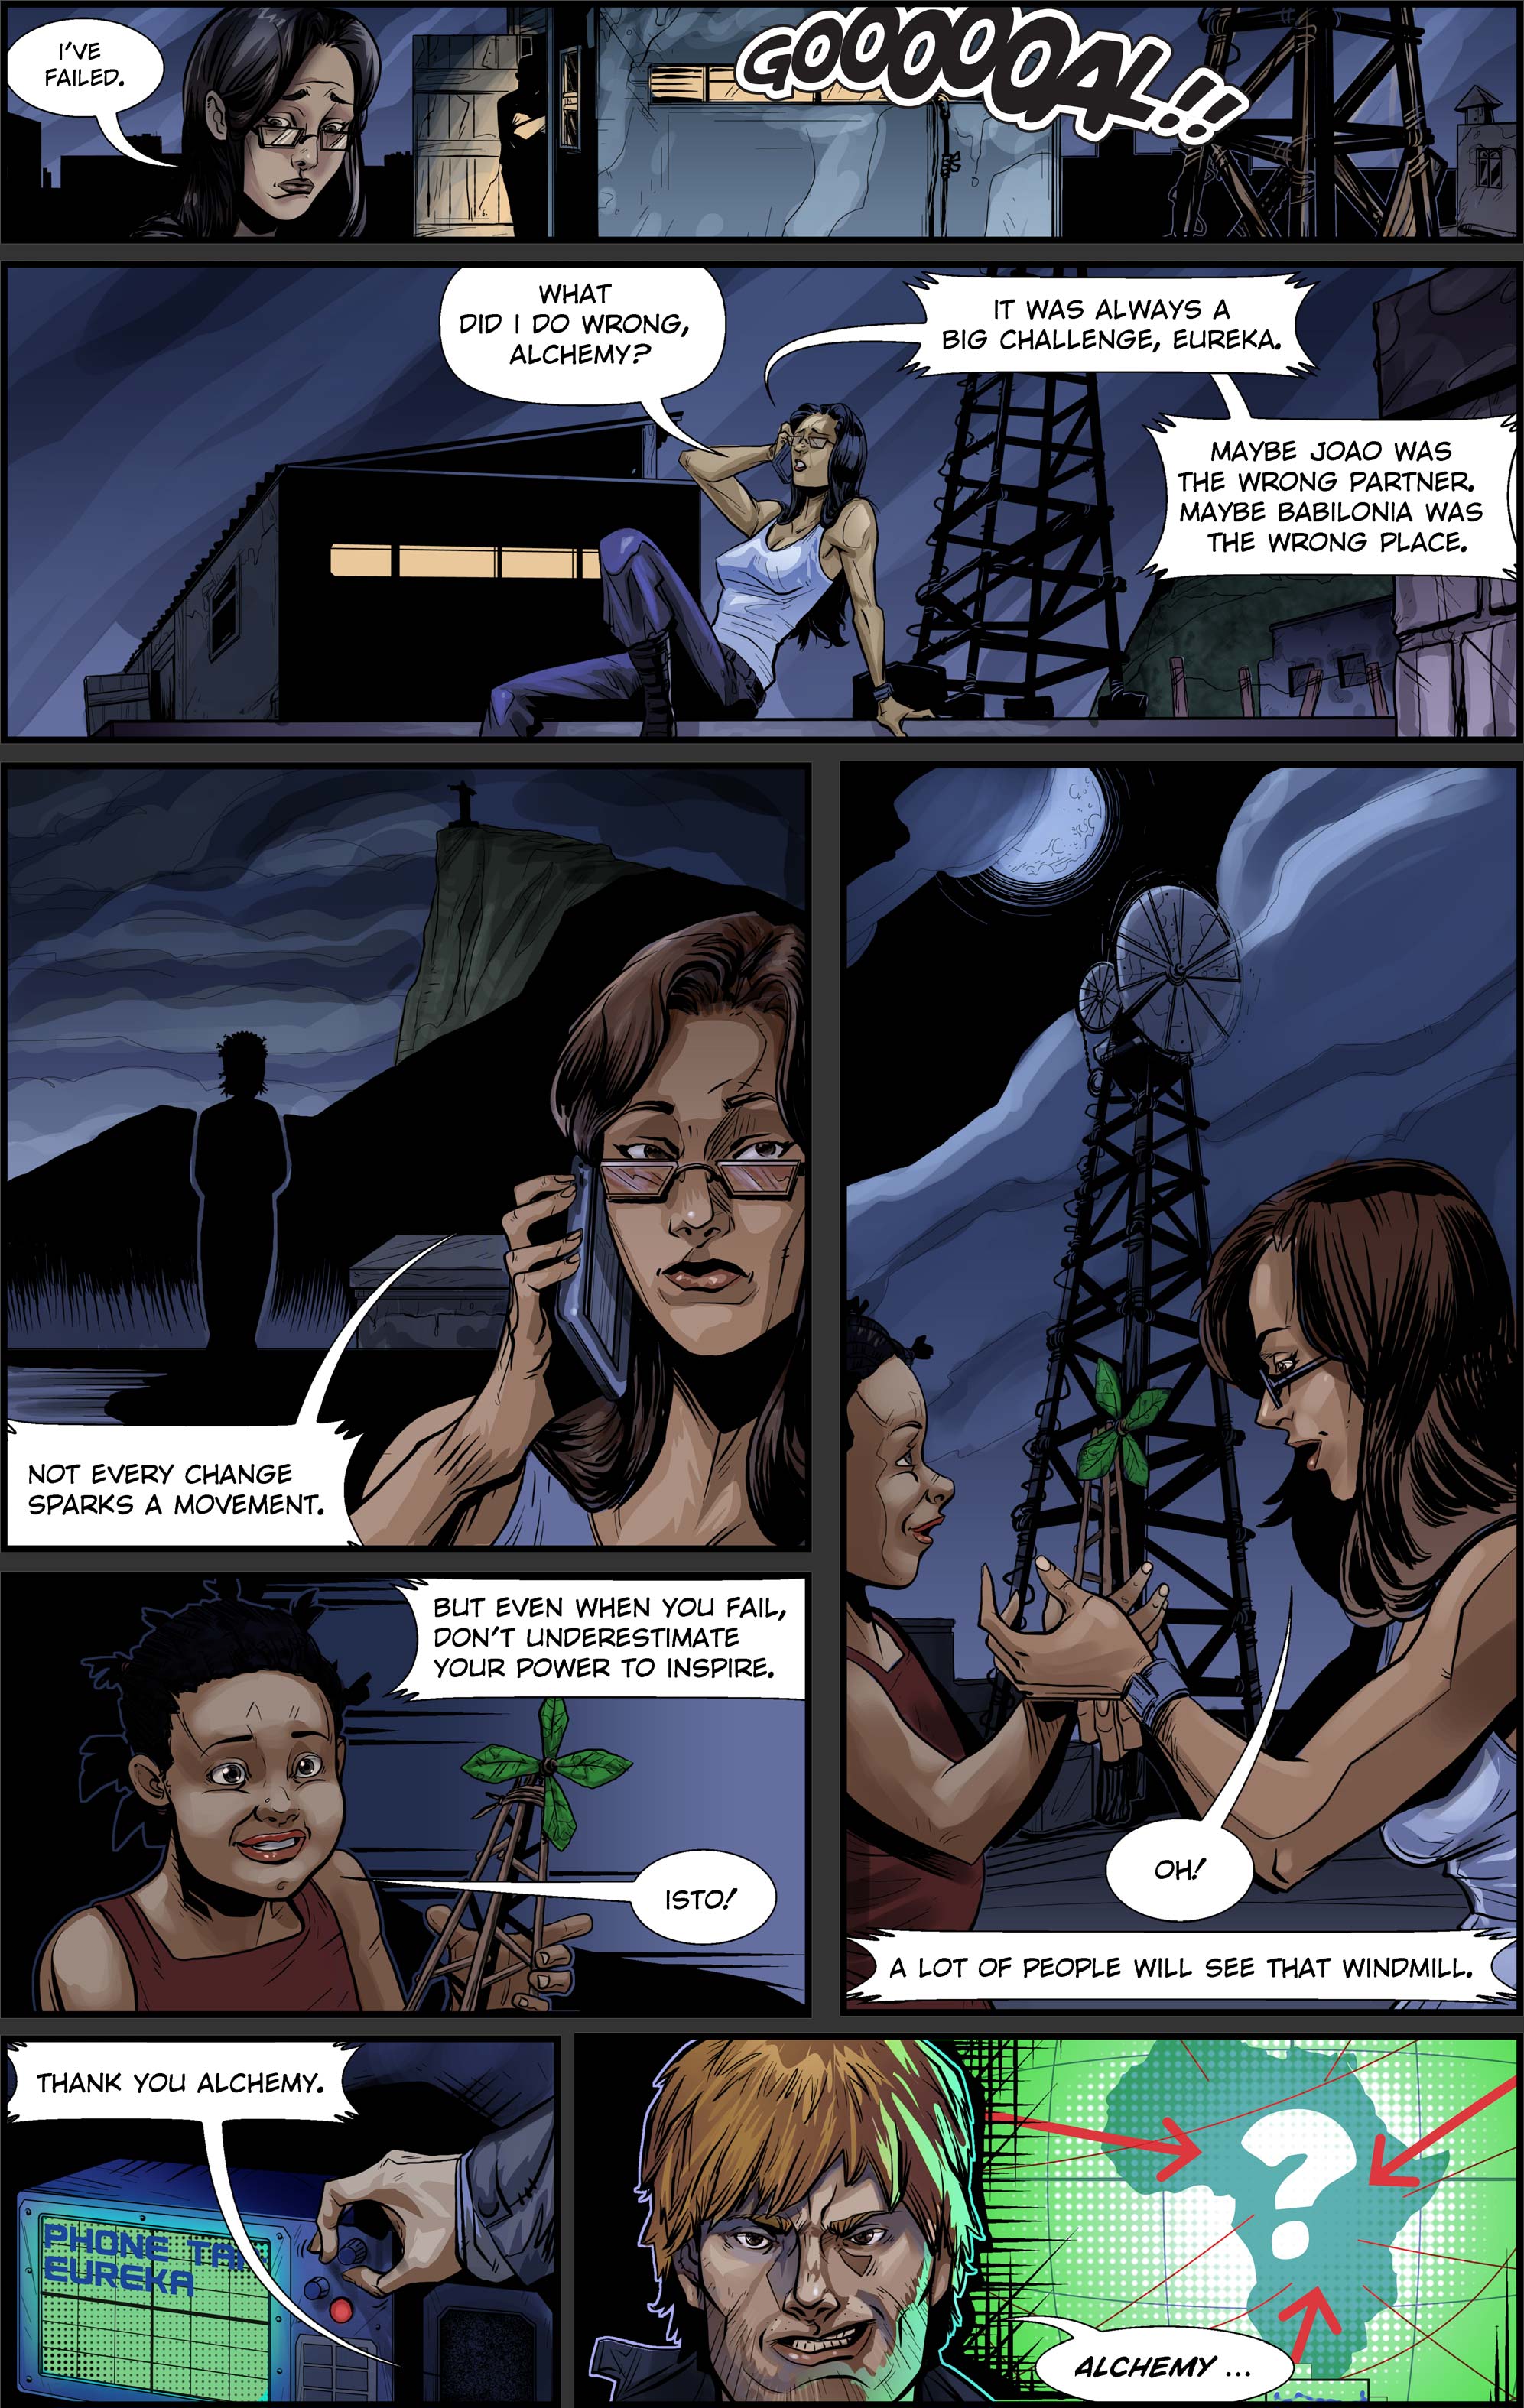 I'VE
FAILED.
GOOOOOOAL!!
WHAT
DID I DO WRONG,
ALCHEMY?
IT WAS ALWAYS A
BIG CHALLENGE, EUREKA.
MAYBE JOAO WAS
THE WRONG PARTNER.
MAYBE BABILONIA WAS
THE WRONG PLACE.
NOT EVERY CHANGE
SPARKS A MOVEMENT.
BUT EVEN WHEN YOU FAIL,
DON'T UNDERESTIMATE
YOUR POWER TO INSPIRE.
ISTO!
OH!
A LOT OF PEOPLE WILL SEE THAT WINDMILL.
THANK YOU ALCHEMY.
PHONE TAP
EUREKA
?
ALCHEMY ...